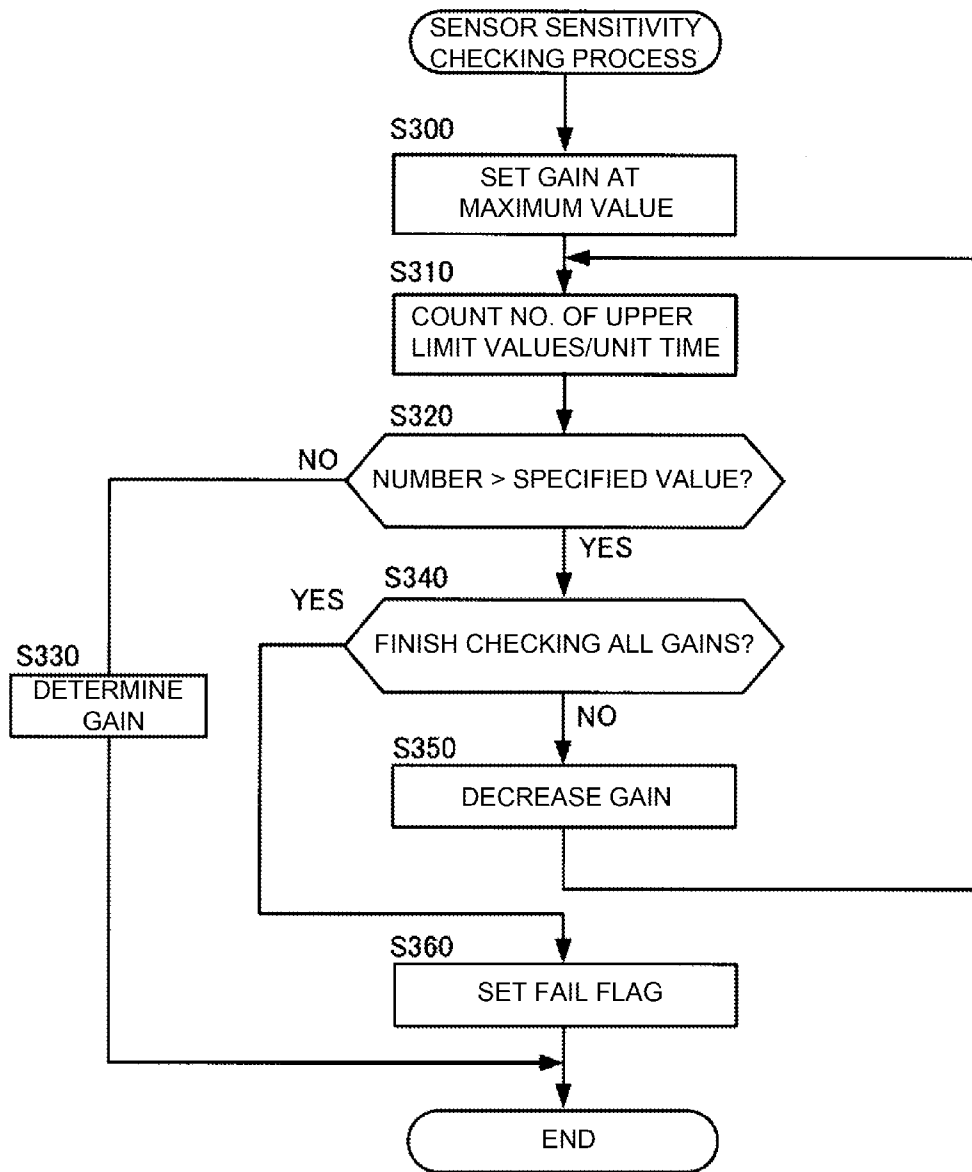 SENSOR SENSITIVITY
CHECKING PROCESS
S300
SET GAIN AT
MAXIMUM VALUE
S310
COUNT NO. OF UPPER
LIMIT VALUES/UNIT TIME
S320
NO
NUMBER > SPECIFIED VALUE?
YES
S340
YES
FINISH CHECKING ALL GAINS?
S330
DETERMINE
GAIN
NO
S350
DECREASE GAIN
S360
SET FAIL FLAG
END